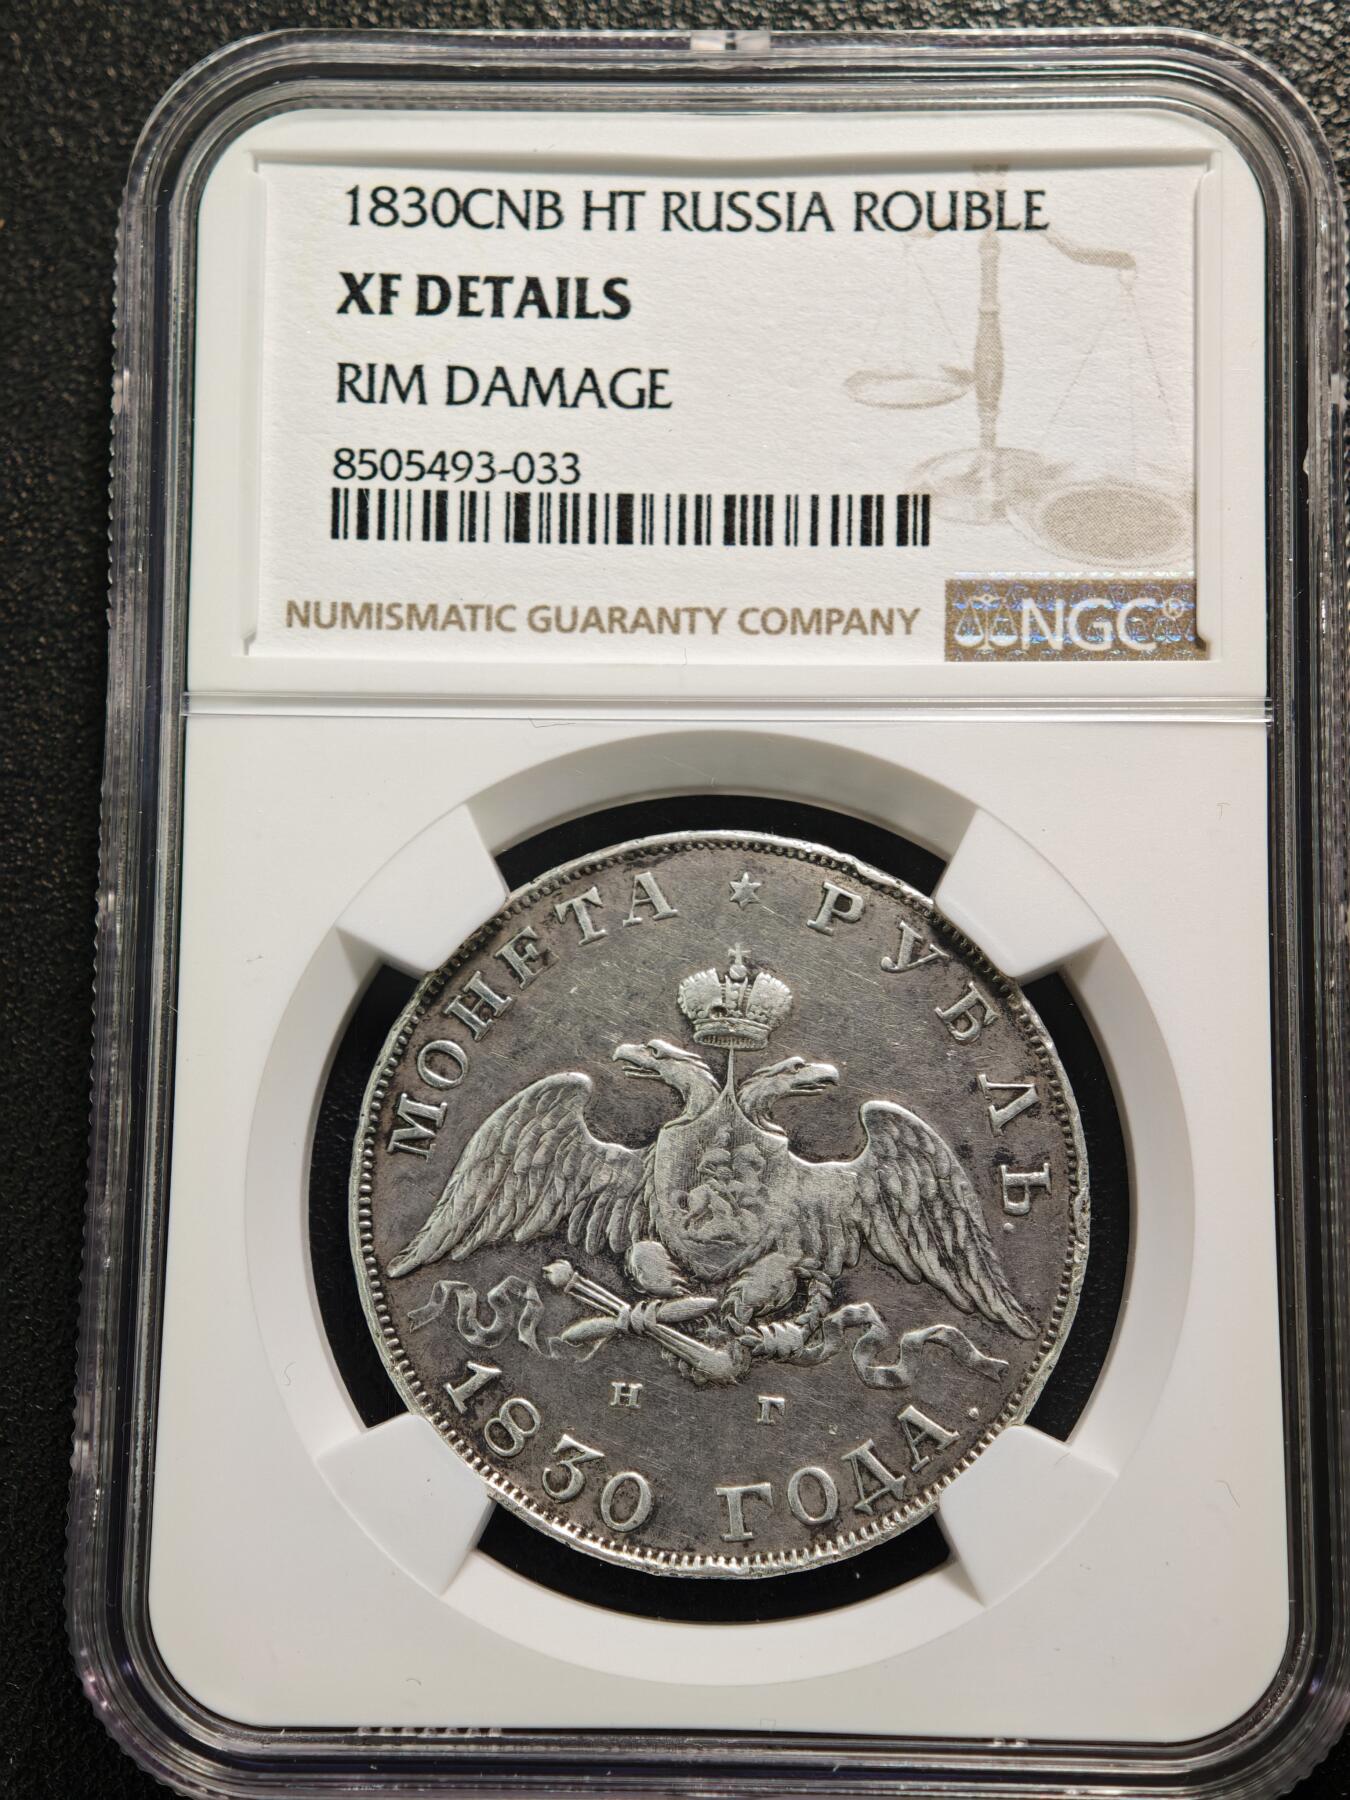 1830CNB HT RUSSIA ROUBLE
XF DETAILS
RIM DAMAGE
8505493-033
NUMISMATIC GUARANTY COMPANY
NGC®
МОНЕТА ★ РУБЛЬ.
Н Г
1830 ГОДА.